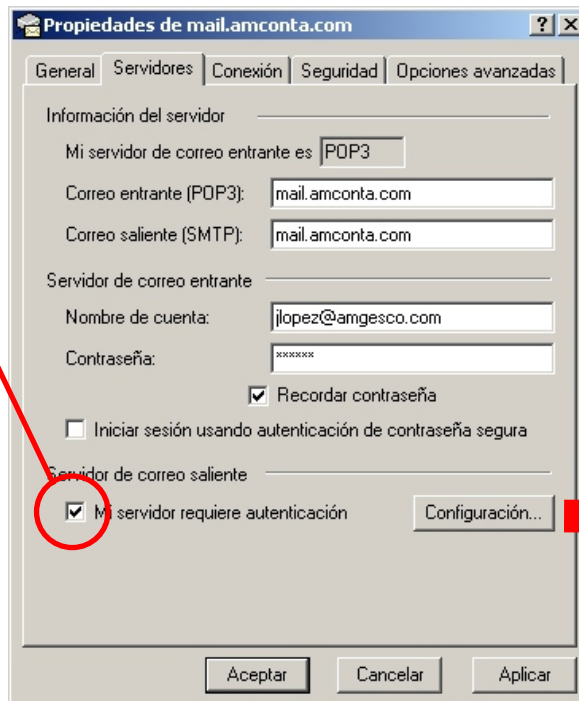 Propiedades de mail.amconta.com
General Servidores Conexión Seguridad Opciones avanzadas
Información del servidor
Mi servidor de correo entrante es POP3
Correo entrante (POP3): mail.amconta.com
Correo saliente (SMTP): mail.amconta.com
Servidor de correo entrante
Nombre de cuenta: jlopez@amgesco.com
Contraseña: ******
Recordar contraseña
Iniciar sesión usando autenticación de contraseña segura
Servidor de correo saliente
Mi servidor requiere autenticación Configuración...
Aceptar Cancelar Aplicar